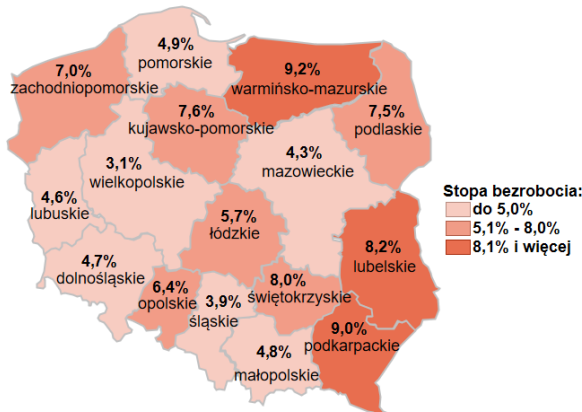 4,9%
pomorskie
7,0%
zachodniopomorskie
9,2%
warmińsko-mazurskie
7,6%
kujawsko-pomorskie
7,5%
podlaskie
3,1%
wielkopolskie
4,3%
mazowieckie
4,6%
lubuskie
5,7%
łódzkie
4,7%
dolnośląskie
6,4%
opolskie
3,9%
śląskie
8,0%
świętokrzyskie
8,2%
lubelskie
4,8%
małopolskie
9,0%
podkarpackie
Stopa bezrobocia:
do 5,0%
5,1% - 8,0%
8,1% i więcej